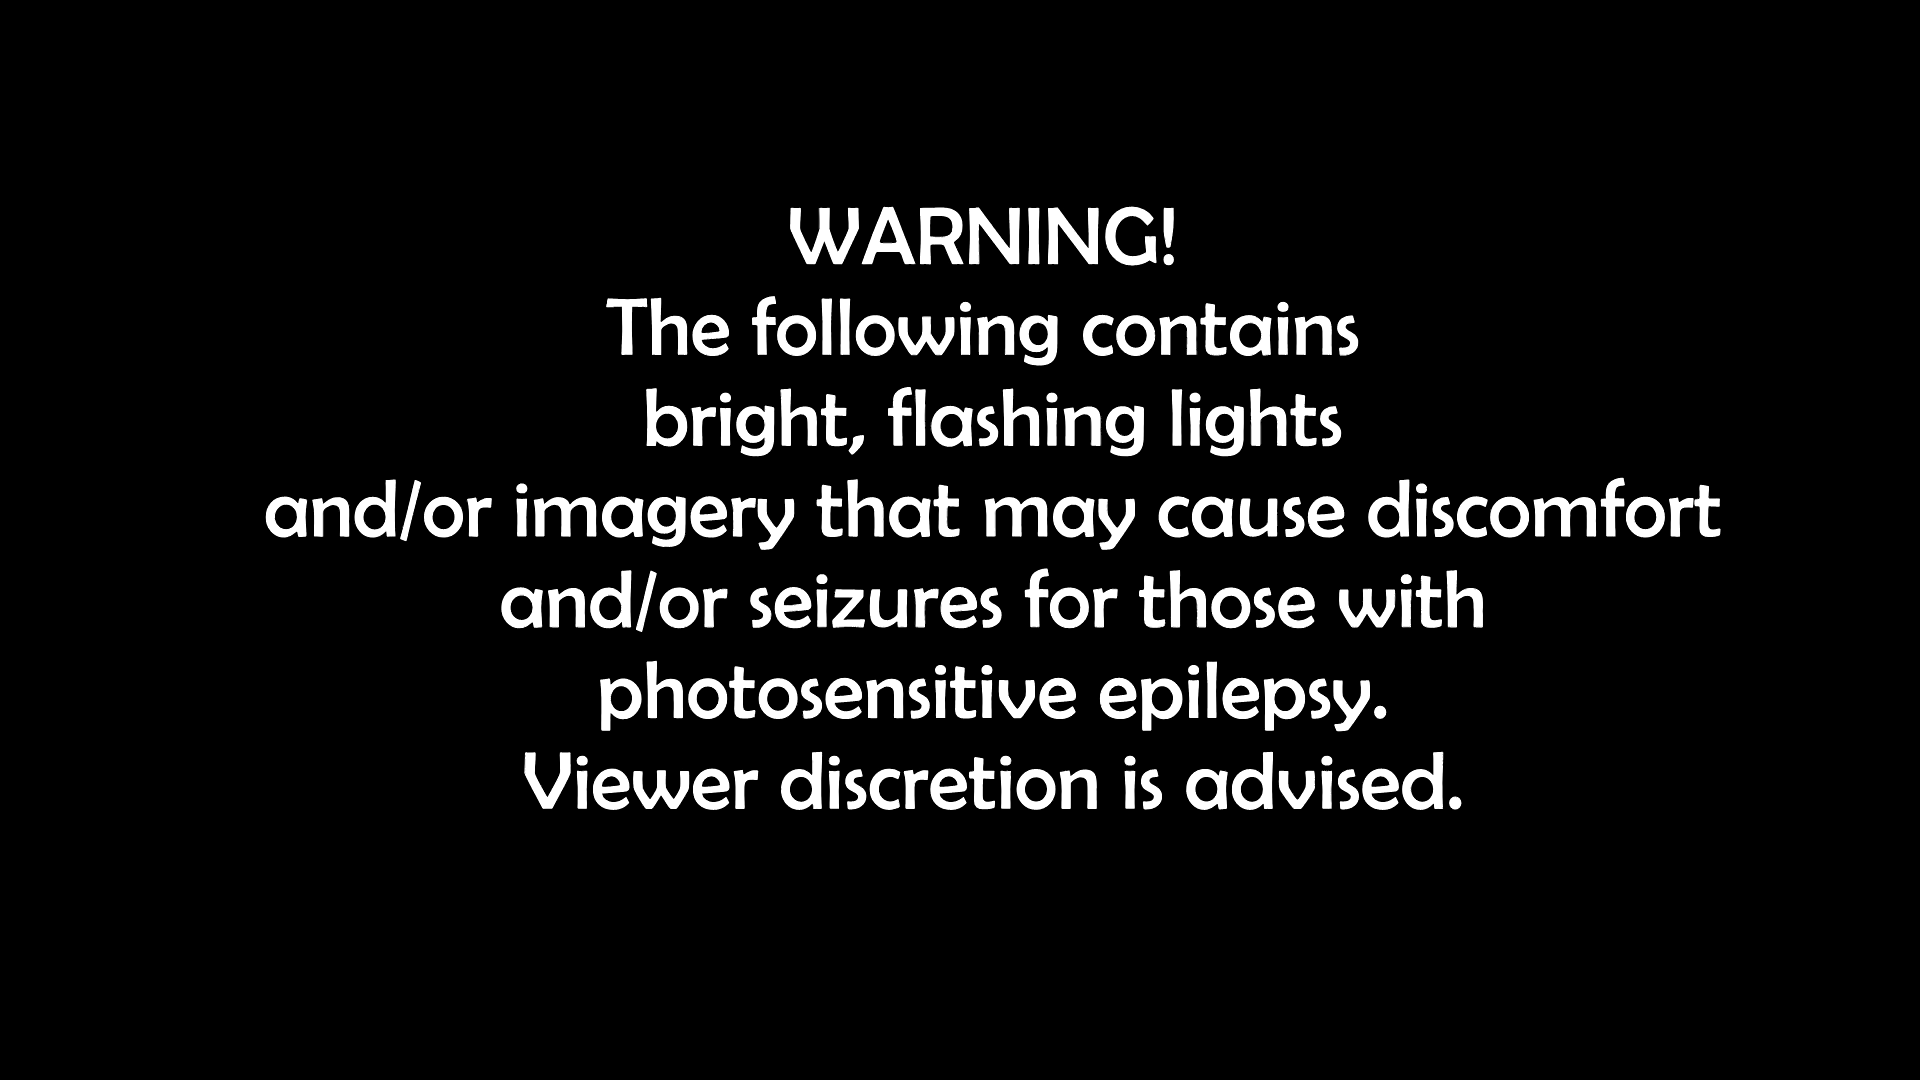 WARNING!
The following contains
bright, flashing lights
and/or imagery that may cause discomfort
and/or seizures for those with
photosensitive epilepsy.
Viewer discretion is advised.